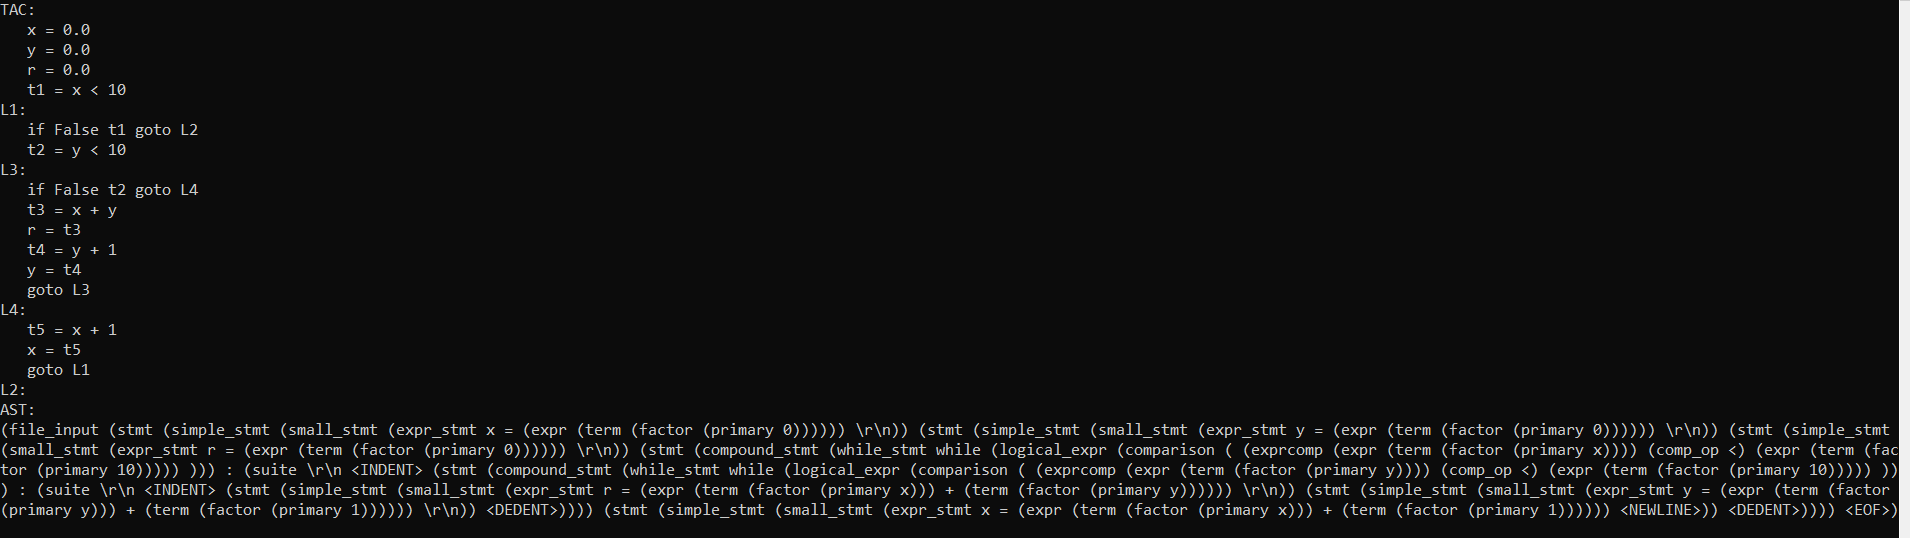 TAC:
   x = 0.0
   y = 0.0
   r = 0.0
   t1 = x < 10
L1:
   if False t1 goto L2
   t2 = y < 10
L3:
   if False t2 goto L4
   t3 = x + y
   r = t3
   t4 = y + 1
   y = t4
   goto L3
L4:
   t5 = x + 1
   x = t5
   goto L1
L2:
AST:
(file_input (stmt (simple_stmt (small_stmt (expr_stmt x = (expr (term (factor (primary 0)))))) \r\n)) (stmt (simple_stmt (small_stmt (expr_stmt y = (expr (term (factor (primary 0)))))) \r\n)) (stmt (simple_stmt
(small_stmt (expr_stmt r = (expr (term (factor (primary 0)))))) \r\n)) (stmt (compound_stmt (while_stmt while (logical_expr (comparison ( (exprcomp (expr (term (factor (primary x)))) (comp_op <) (expr (term (fac
tor (primary 10))))) ))) : (suite \r\n <INDENT> (stmt (compound_stmt (while_stmt while (logical_expr (comparison ( (exprcomp (expr (term (factor (primary y)))) (comp_op <) (expr (term (factor (primary 10))))) ))
) : (suite \r\n <INDENT> (stmt (simple_stmt (small_stmt (expr_stmt r = (expr (term (factor (primary x))) + (term (factor (primary y)))))) \r\n)) (stmt (simple_stmt (small_stmt (expr_stmt y = (expr (term (factor
(primary y))) + (term (factor (primary 1)))))) \r\n)) <DEDENT>)))) (stmt (simple_stmt (small_stmt (expr_stmt x = (expr (term (factor (primary x))) + (term (factor (primary 1)))))) <NEWLINE>)) <DEDENT>)))) <EOF>)